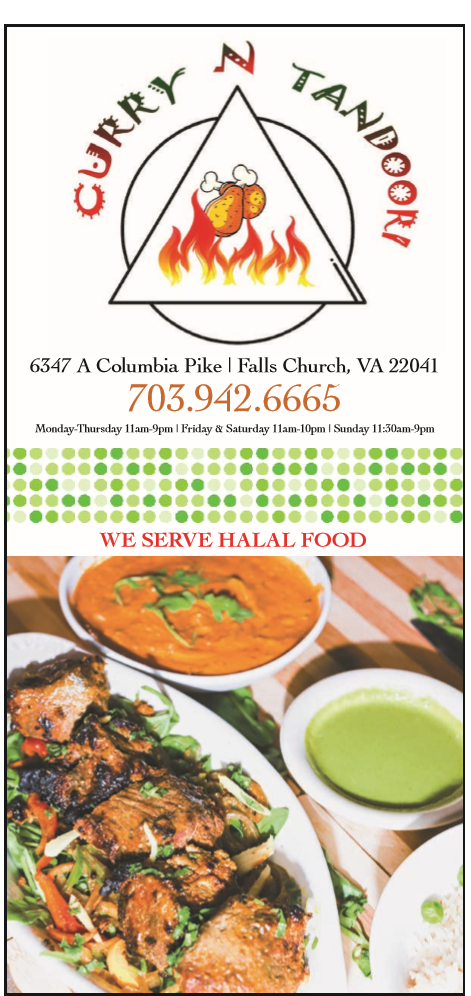 CURRY N TANDOORI
6347 A Columbia Pike | Falls Church, VA 22041
703.942.6665
Monday-Thursday 11am-9pm | Friday & Saturday 11am-10pm | Sunday 11:30am-9pm
WE SERVE HALAL FOOD